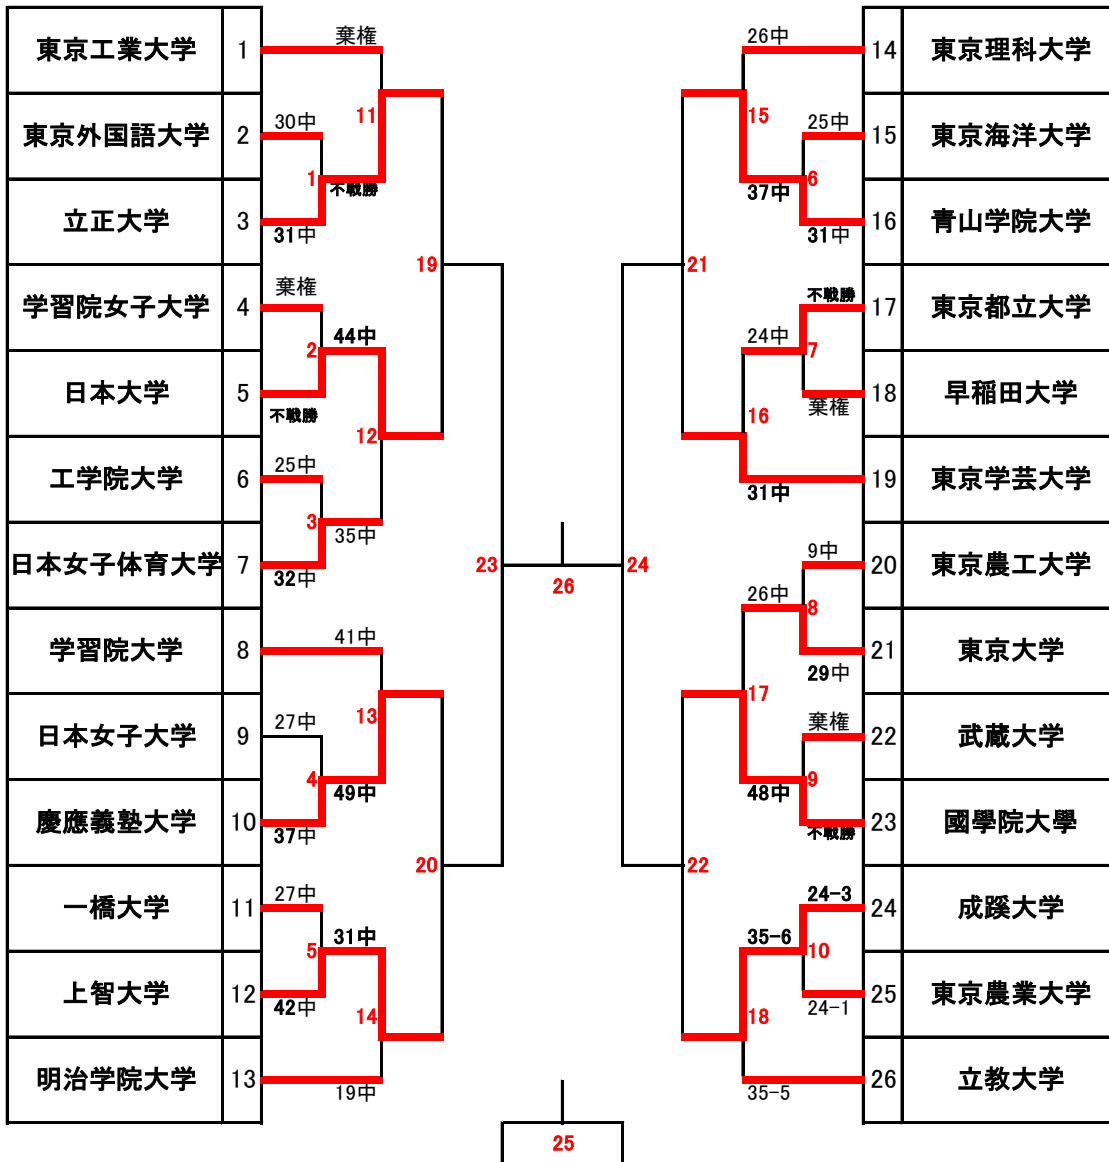 東京工業大学 1 棄権 26中 14 東京理科大学
11 15
東京外国語大学 2 30中 25中 15 東京海洋大学
1 不戦勝 37中 6
立正大学 3 31中 31中 16 青山学院大学
19 21
学習院女子大学 4 棄権 不戦勝 17 東京都立大学
2 44中 24中 7
日本大学 5 不戦勝 棄権 18 早稲田大学
12 16
工学院大学 6 25中 31中 19 東京学芸大学
3 35中
日本女子体育大学 7 32中 23 26 24 9中 20 東京農工大学
26中 8
学習院大学 8 41中 29中 21 東京大学
13 17
日本女子大学 9 27中 棄権 22 武蔵大学
4 49中 48中 9
慶應義塾大学 10 37中 不戦勝 23 國學院大學
20 22
一橋大学 11 27中 24-3 24 成蹊大学
5 31中 35-6 10
上智大学 12 42中 24-1 25 東京農業大学
14 18
明治学院大学 13 19中 35-5 26 立教大学
25